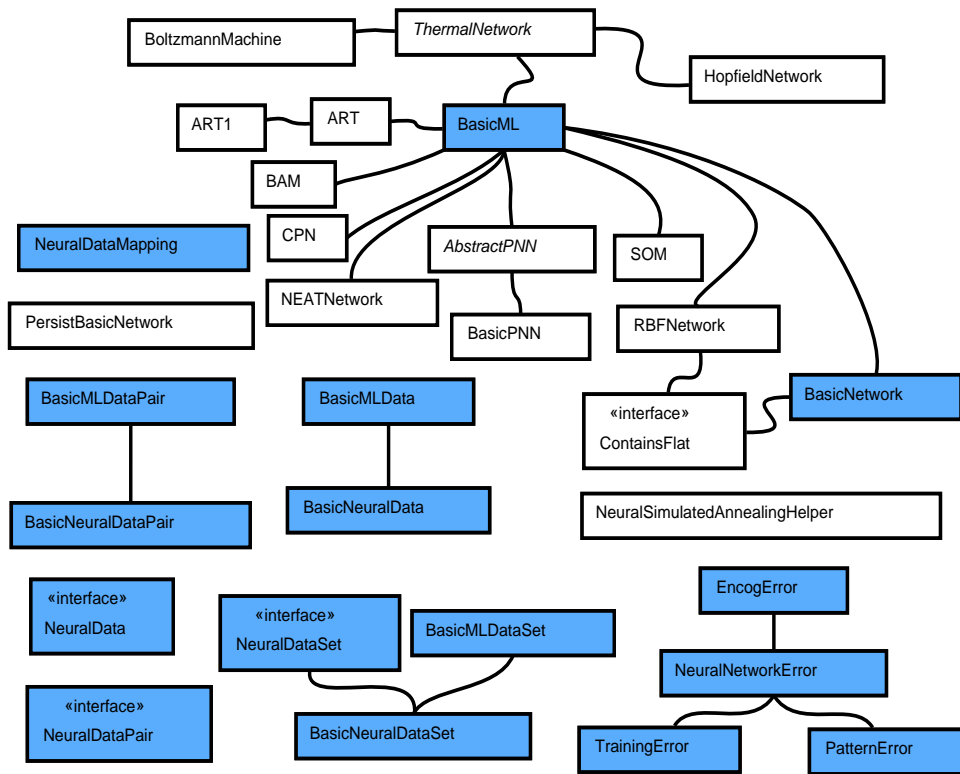 ThermalNetwork
BoltzmannMachine
HopfieldNetwork
ART1
ART
BasicML
BAM
CPN
NeuralDataMapping
AbstractPNN
SOM
NEATNetwork
PersistBasicNetwork
BasicPNN
RBFNetwork
BasicMLDataPair
BasicMLData
BasicNetwork
«interface»
ContainsFlat
BasicNeuralDataPair
BasicNeuralData
NeuralSimulatedAnnealingHelper
«interface»
NeuralData
«interface»
NeuralDataSet
BasicMLDataSet
EncogError
NeuralNetworkError
«interface»
NeuralDataPair
BasicNeuralDataSet
TrainingError
PatternError